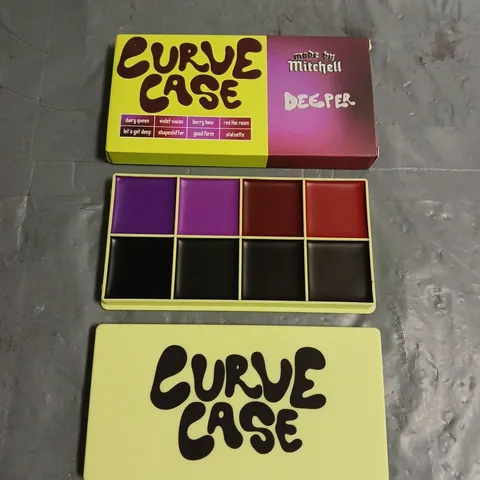 CURVE
CASE
made by
Mitchell
DEEPER
dairy queen violet vision berry bear red the room
let's get deep shapeshifter good form statuette
CURVE
CASE